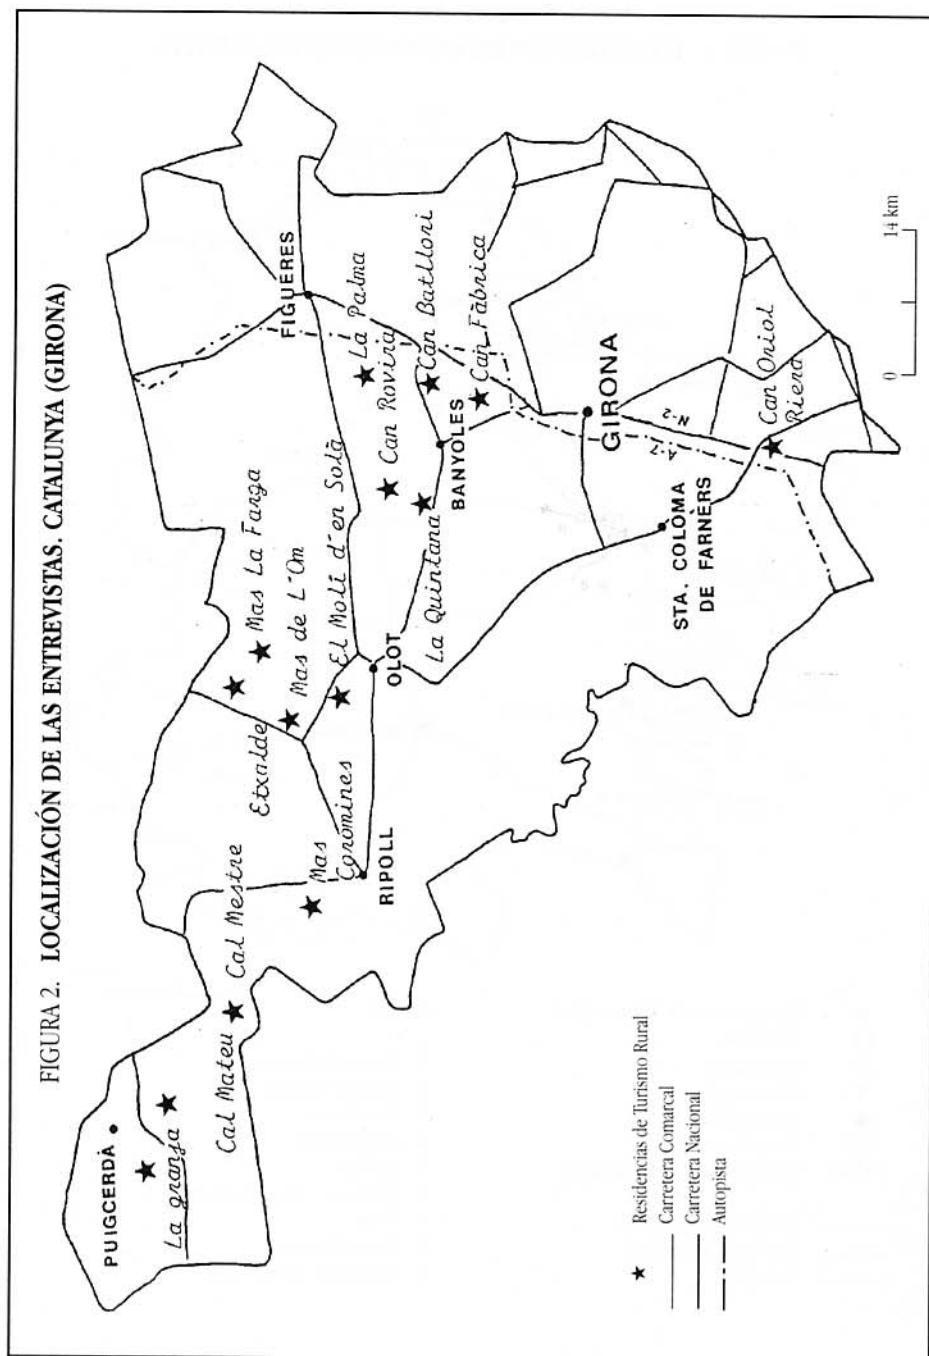 FIGURA 2. LOCALIZACIÓN DE LAS ENTREVISTAS. CATALUNYA (GIRONA)
PUIGCERDÀ
La granja
Cal Mateu
Cal Mestre
Mas
Coromines
RIPOLL
Etxalde
Mas La Farga
Mas de L'Om
El Molí d'en Solà
OLOT
La Quintana
Can Rovira
BANYOLES
FIGUERES
La Palma
Can Batllori
Can Fàbrica
GIRONA
N-2
A-7
STA. COLOMA
DE FARNERS
Can Oriol
Riera
0 14 km
Residencias de Turismo Rural
Carretera Comarcal
Carretera Nacional
Autopista